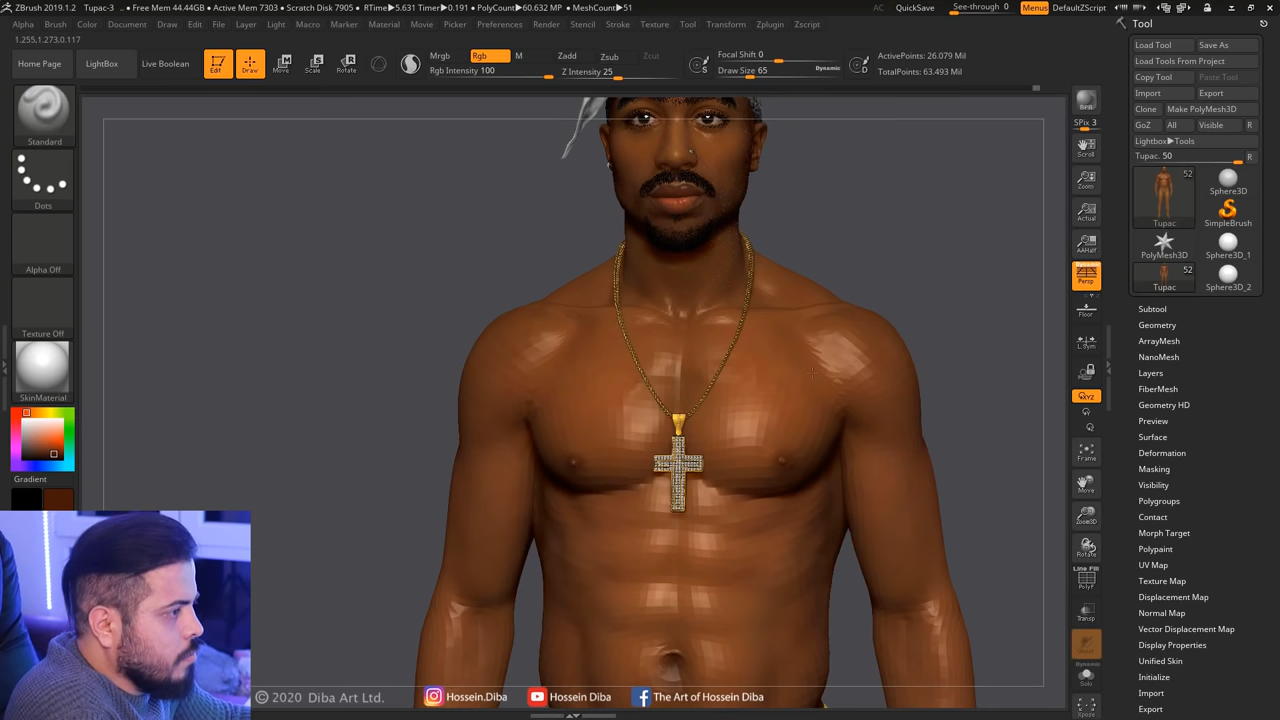 ZBrush 2019.1.2 Tupac-3 .. • Free Mem 44.44GB • Active Mem 7303 • Scratch Disk 7905 • RTime▶5.631 Timer▶0.191 • PolyCount▶60.632 MP • MeshCount▶51 AC QuickSave See-through 0 Menus DefaultZScript
Alpha Brush Color Document Draw Edit File Layer Light Macro Marker Material Movie Picker Preferences Render Stencil Stroke Texture Tool Transform Zplugin Zscript
1.255,1.273,0.117
Home Page LightBox Live Boolean Edit Draw Move Scale Rotate
Mrgb Rgb M Zadd Zsub Zcut
Rgb Intensity 100 Z Intensity 25
Focal Shift 0
Draw Size 65 Dynamic
S D
ActivePoints: 26.079 Mil
TotalPoints: 63.493 Mil
Standard
Dots
Alpha Off
Texture Off
SkinMaterial
Gradient
BPR
SPix 3
Scroll
Zoom
Actual
AAHalf
Dynamic
Persp
Floor
L.Sym
XYZ
Frame
Move
Zoom3D
Rotate
Line Fill
PolyF
Transp
Dynamic
Solo
Xpose
Tool
Load Tool Save As
Load Tools From Project
Copy Tool Paste Tool
Import Export
Clone Make PolyMesh3D
GoZ All Visible R
Lightbox▶Tools
Tupac. 50 R
52
Tupac
Sphere3D
SimpleBrush
PolyMesh3D
Sphere3D_1
52
Tupac
Sphere3D_2
Subtool
Geometry
ArrayMesh
NanoMesh
Layers
FiberMesh
Geometry HD
Preview
Surface
Deformation
Masking
Visibility
Polygroups
Contact
Morph Target
Polypaint
UV Map
Texture Map
Displacement Map
Normal Map
Vector Displacement Map
Display Properties
Unified Skin
Initialize
Import
Export
© 2020 Diba Art Ltd. Hossein.Diba Hossein Diba The Art of Hossein Diba